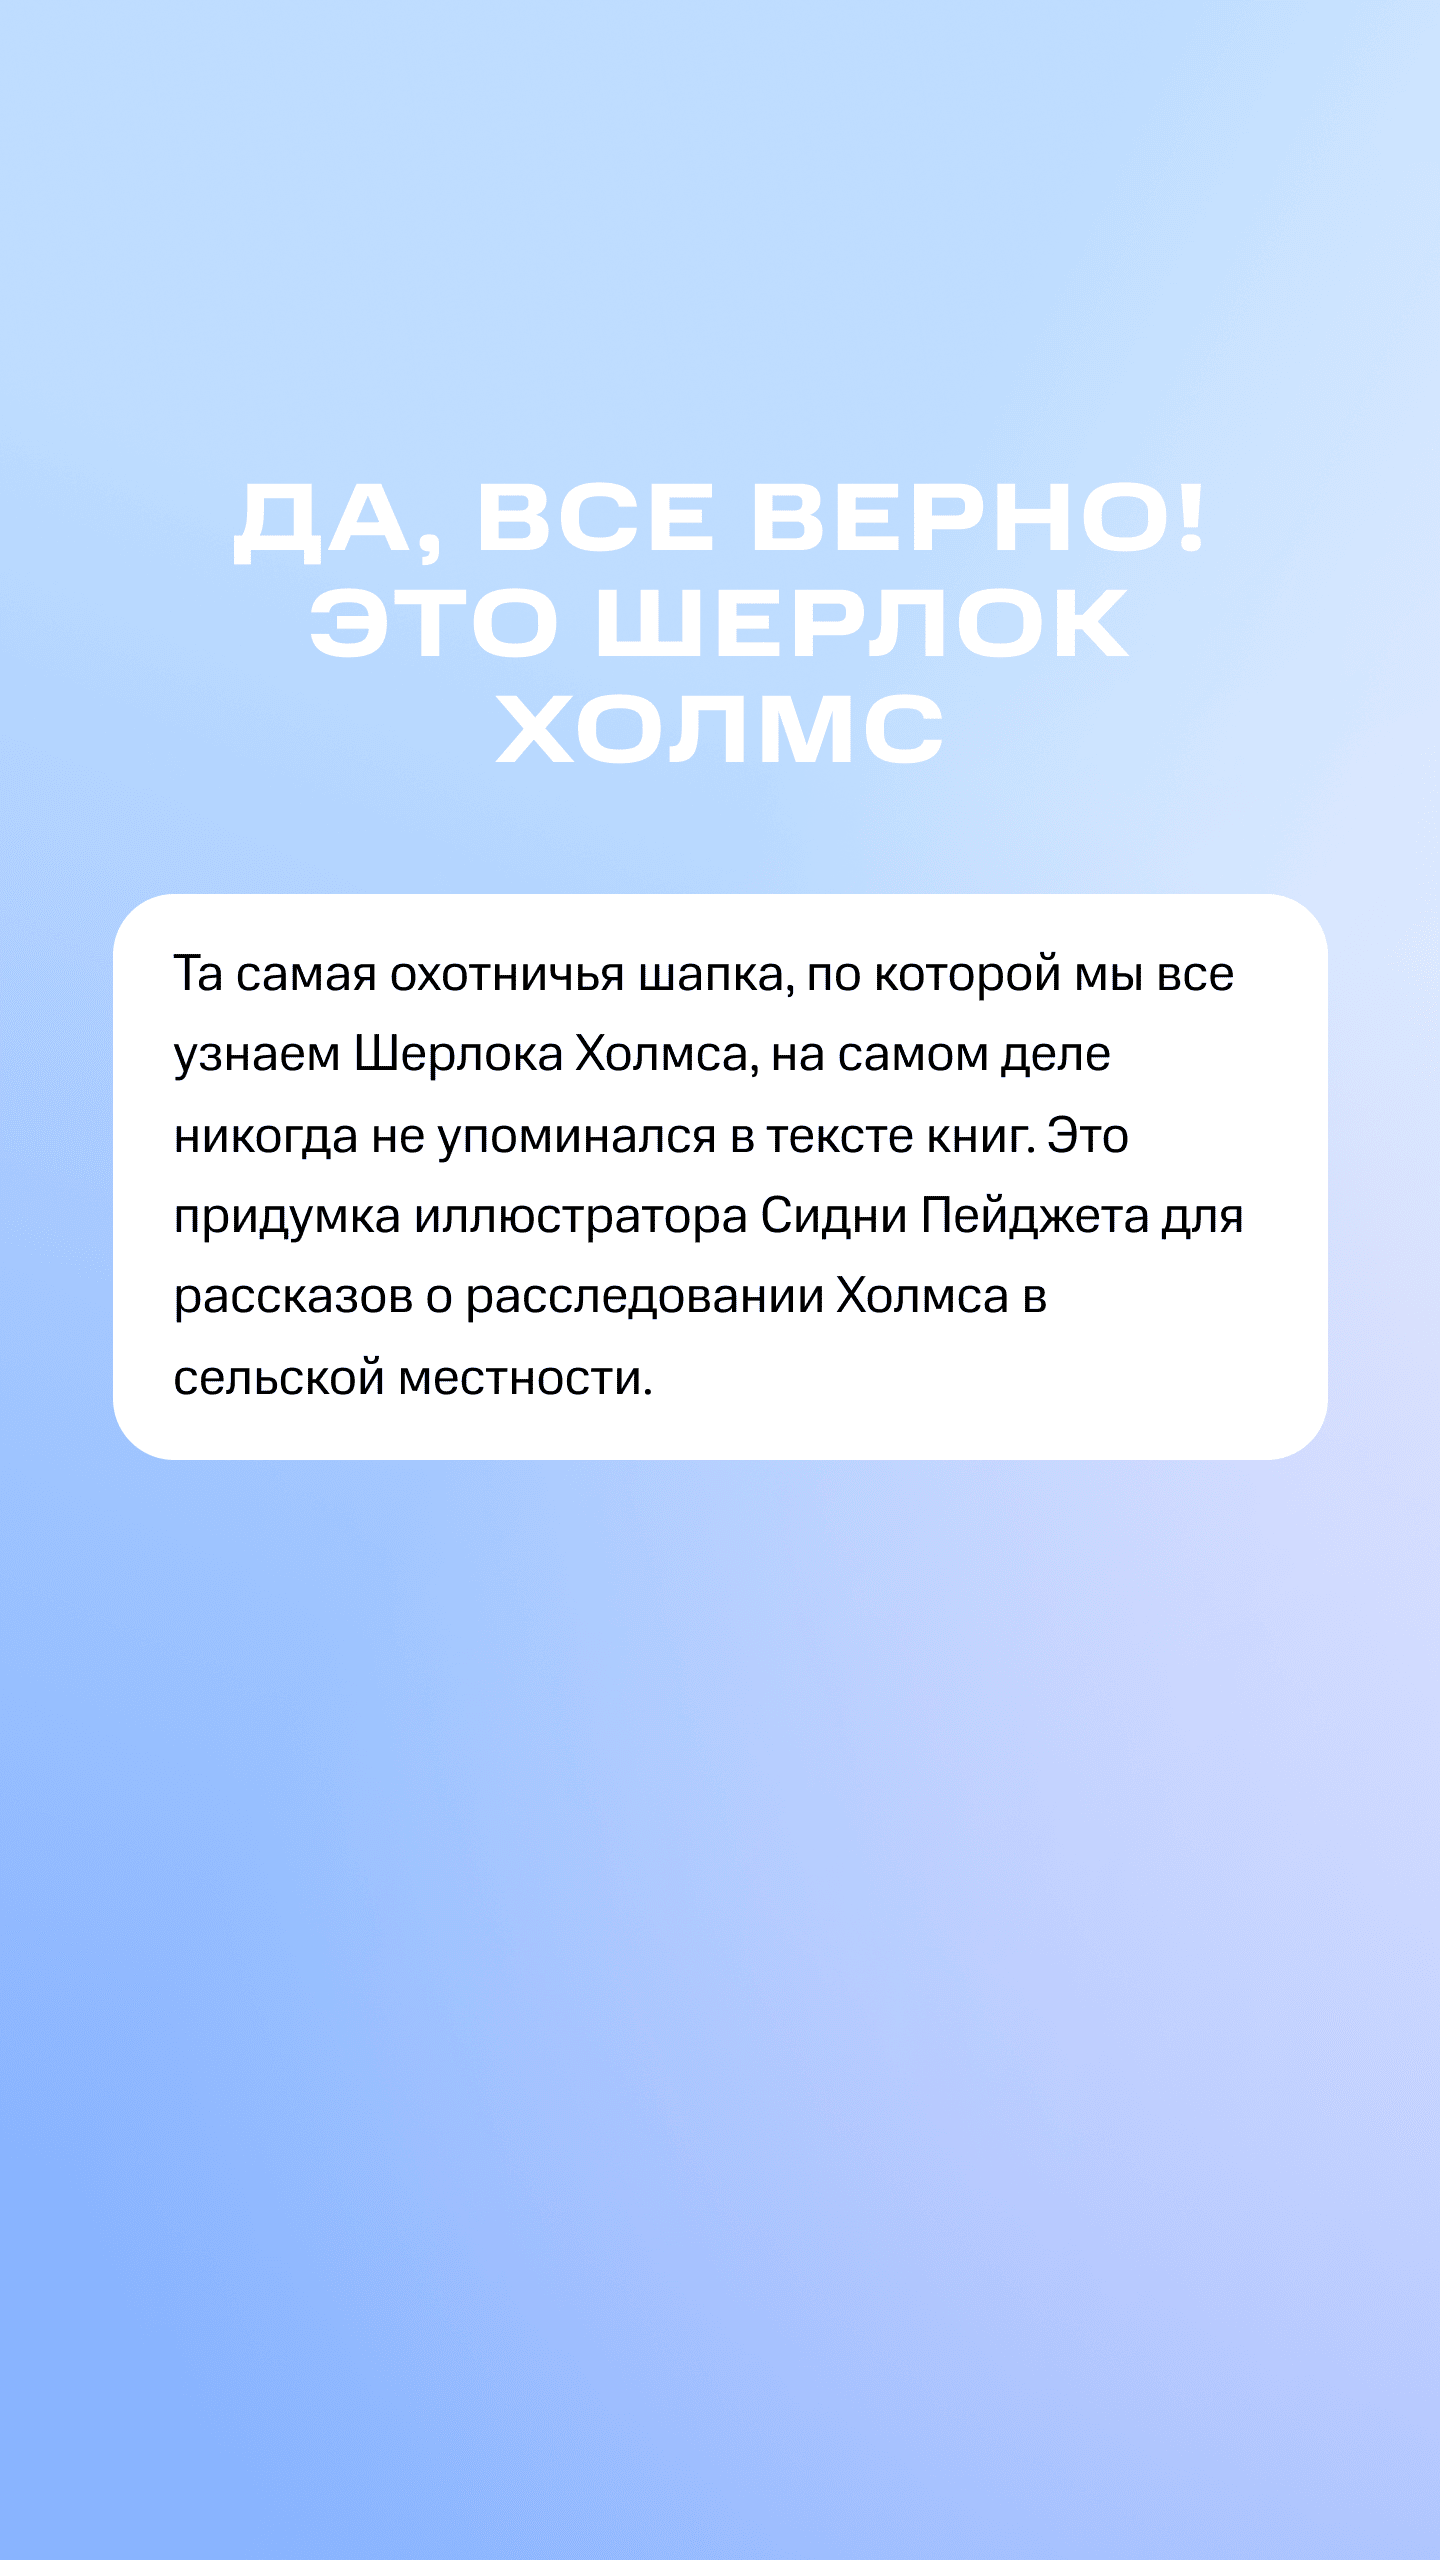 ДА, ВСЕ ВЕРНО!
ЭТО ШЕРЛОК
ХОЛМС
Та самая охотничья шапка, по которой мы все
узнаем Шерлока Холмса, на самом деле
никогда не упоминался в тексте книг. Это
придумка иллюстратора Сидни Пейджета для
рассказов о расследовании Холмса в
сельской местности.